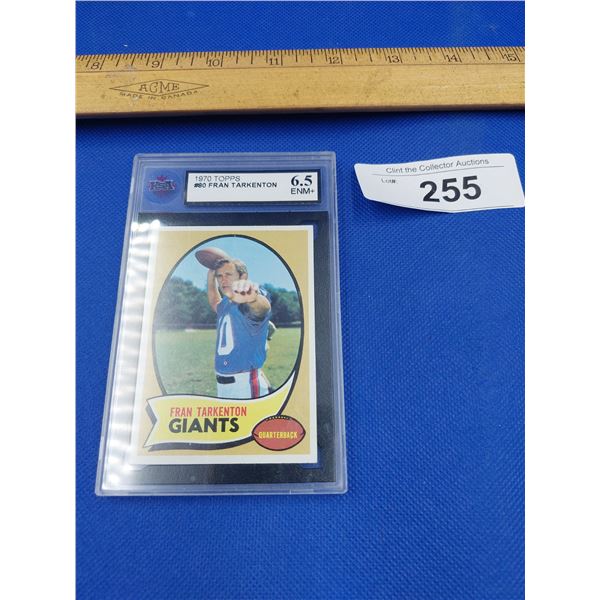 8 9 10 11 12 13 14 15
ACME
MADE IN CANADA
1970 TOPPS
#80 FRAN TARKENTON
6.5
ENM+
Clint the Collector Auctions
Lot#:
255
0
FRAN TARKENTON
GIANTS
QUARTERBACK